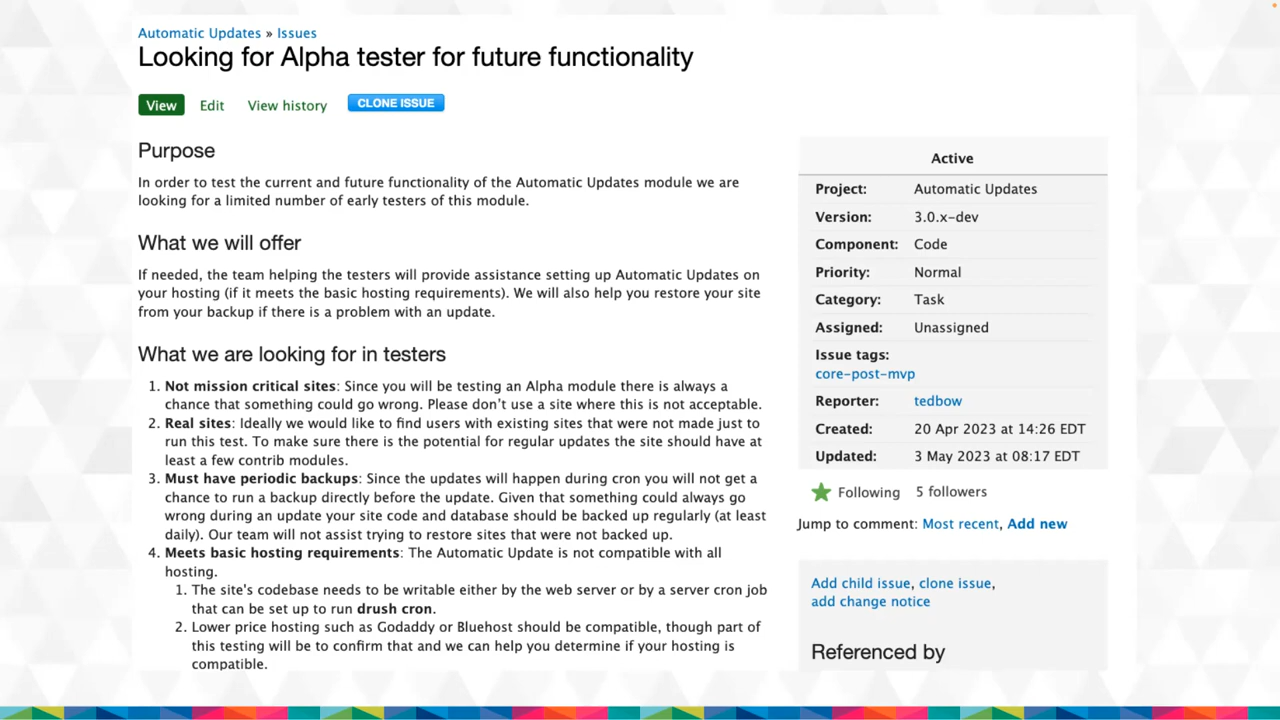 Automatic Updates » Issues
Looking for Alpha tester for future functionality
View Edit View history CLONE ISSUE
Purpose
In order to test the current and future functionality of the Automatic Updates module we are
looking for a limited number of early testers of this module.
What we will offer
If needed, the team helping the testers will provide assistance setting up Automatic Updates on
your hosting (if it meets the basic hosting requirements). We will also help you restore your site
from your backup if there is a problem with an update.
What we are looking for in testers
1. Not mission critical sites: Since you will be testing an Alpha module there is always a
chance that something could go wrong. Please don't use a site where this is not acceptable.
2. Real sites: Ideally we would like to find users with existing sites that were not made just to
run this test. To make sure there is the potential for regular updates the site should have at
least a few contrib modules.
3. Must have periodic backups: Since the updates will happen during cron you will not get a
chance to run a backup directly before the update. Given that something could always go
wrong during an update your site code and database should be backed up regularly (at least
daily). Our team will not assist trying to restore sites that were not backed up.
4. Meets basic hosting requirements: The Automatic Update is not compatible with all
hosting.
1. The site's codebase needs to be writable either by the web server or by a server cron job
that can be set up to run drush cron.
2. Lower price hosting such as Godaddy or Bluehost should be compatible, though part of
this testing will be to confirm that and we can help you determine if your hosting is
compatible.
Active
Project: Automatic Updates
Version: 3.0.x-dev
Component: Code
Priority: Normal
Category: Task
Assigned: Unassigned
Issue tags:
core-post-mvp
Reporter: tedbow
Created: 20 Apr 2023 at 14:26 EDT
Updated: 3 May 2023 at 08:17 EDT
Following 5 followers
Jump to comment: Most recent, Add new
Add child issue, clone issue,
add change notice
Referenced by